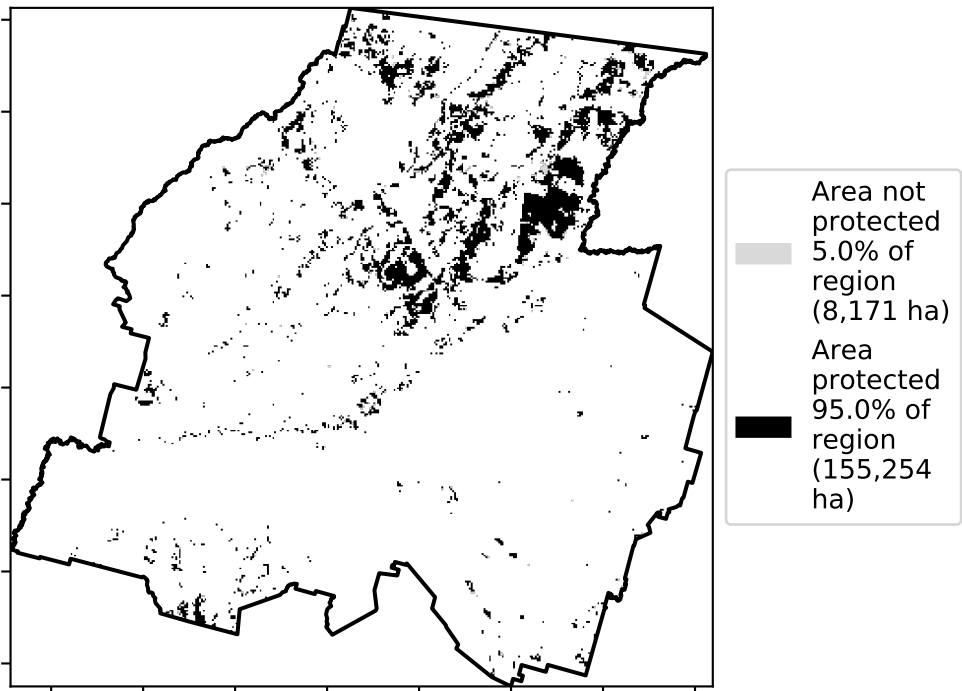 Area not
protected
5.0% of
region
(8,171 ha)
Area
protected
95.0% of
region
(155,254
ha)